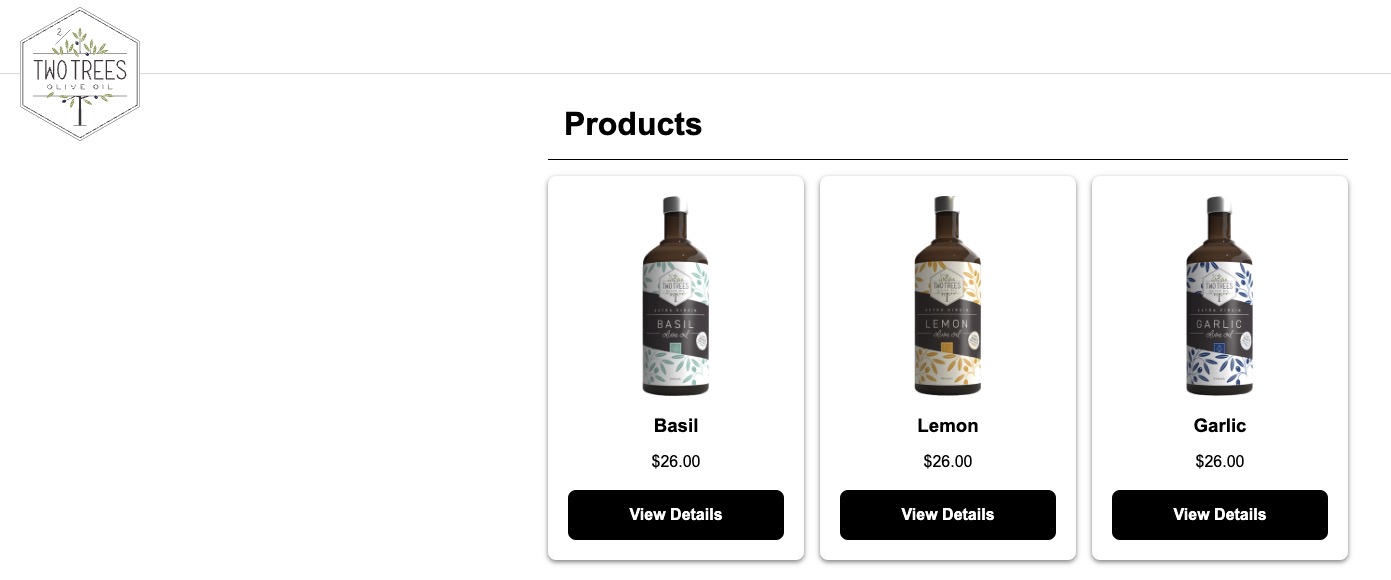 2
TWO TREES
OLIVE OIL
Products
TWO TREES
EXTRA VIRGIN
BASIL
olive oil
TWO TREES
EXTRA VIRGIN
LEMON
olive oil
TWO TREES
EXTRA VIRGIN
GARLIC
olive oil
Basil
Lemon
Garlic
$26.00
$26.00
$26.00
View Details
View Details
View Details